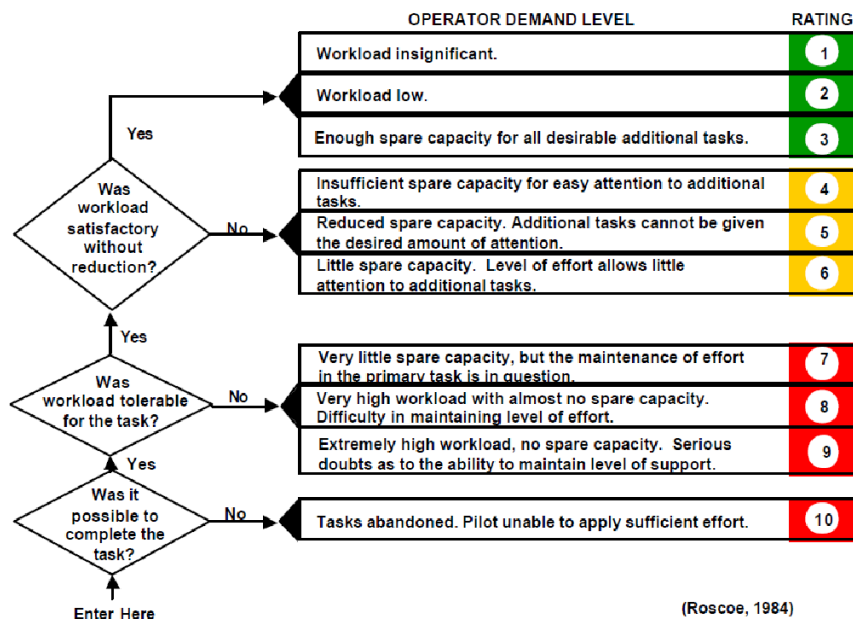 OPERATOR DEMAND LEVEL
RATING
Workload insignificant.
1
Workload low.
2
Yes
Enough spare capacity for all desirable additional tasks.
3
Was
workload
satisfactory
without
reduction?
No
Insufficient spare capacity for easy attention to additional
tasks.
4
Reduced spare capacity. Additional tasks cannot be given
the desired amount of attention.
5
Little spare capacity. Level of effort allows little
attention to additional tasks.
6
Yes
Was
workload tolerable
for the task?
No
Very little spare capacity, but the maintenance of effort
in the primary task is in question.
7
Very high workload with almost no spare capacity.
Difficulty in maintaining level of effort.
8
Extremely high workload, no spare capacity. Serious
doubts as to the ability to maintain level of support.
9
Yes
Was it
possible to
complete the
task?
No
Tasks abandoned. Pilot unable to apply sufficient effort.
10
Enter Here
(Roscoe, 1984)